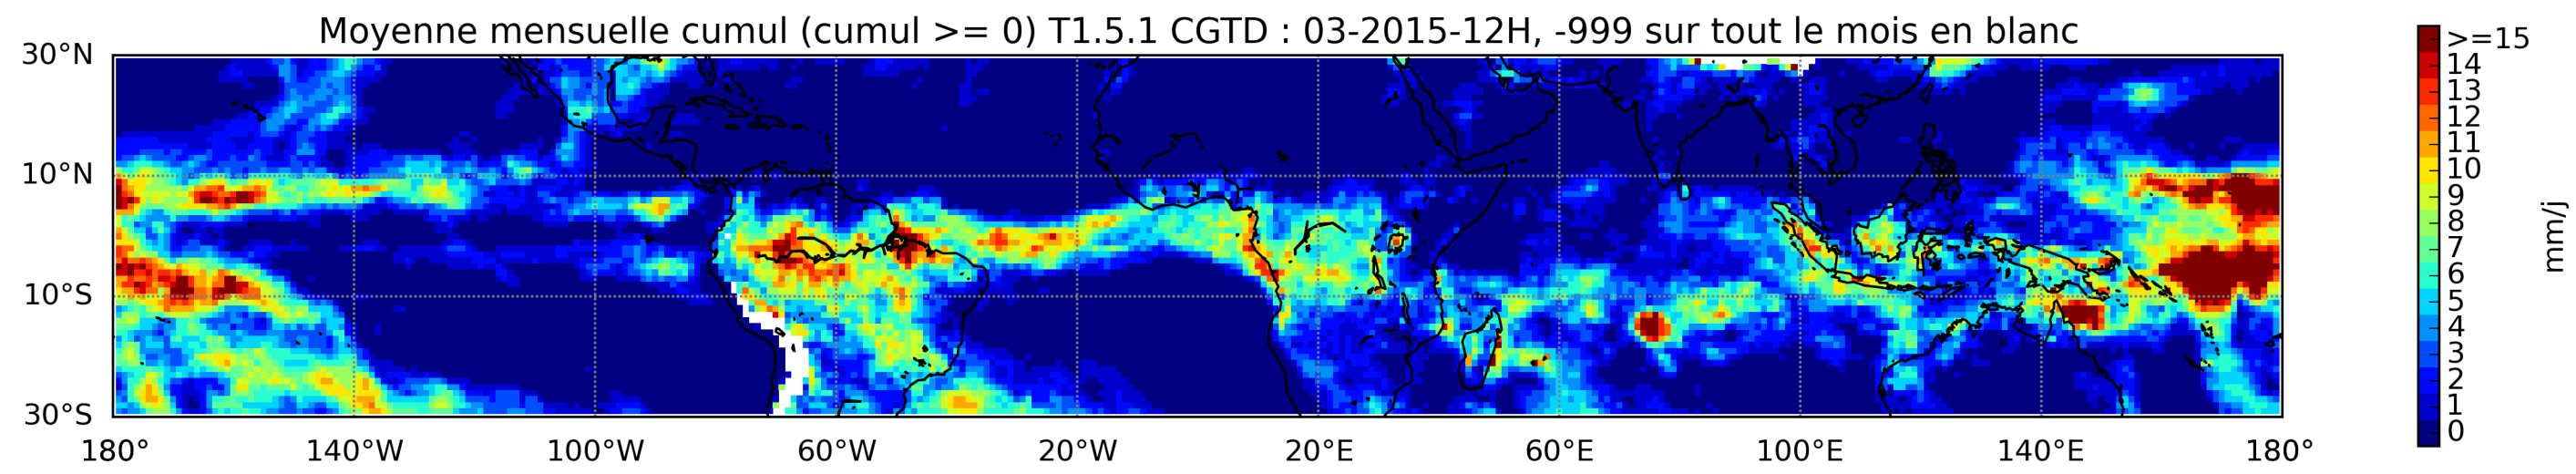 Moyenne mensuelle cumul (cumul >= 0) T1.5.1 CGTD : 03-2015-12H, -999 sur tout le mois en blanc
30°N
10°N
10°S
30°S
180°
140°W
100°W
60°W
20°W
20°E
60°E
100°E
140°E
180°
>=15
14
13
12
11
10
9
8
7
6
5
4
3
2
1
0
mm/j